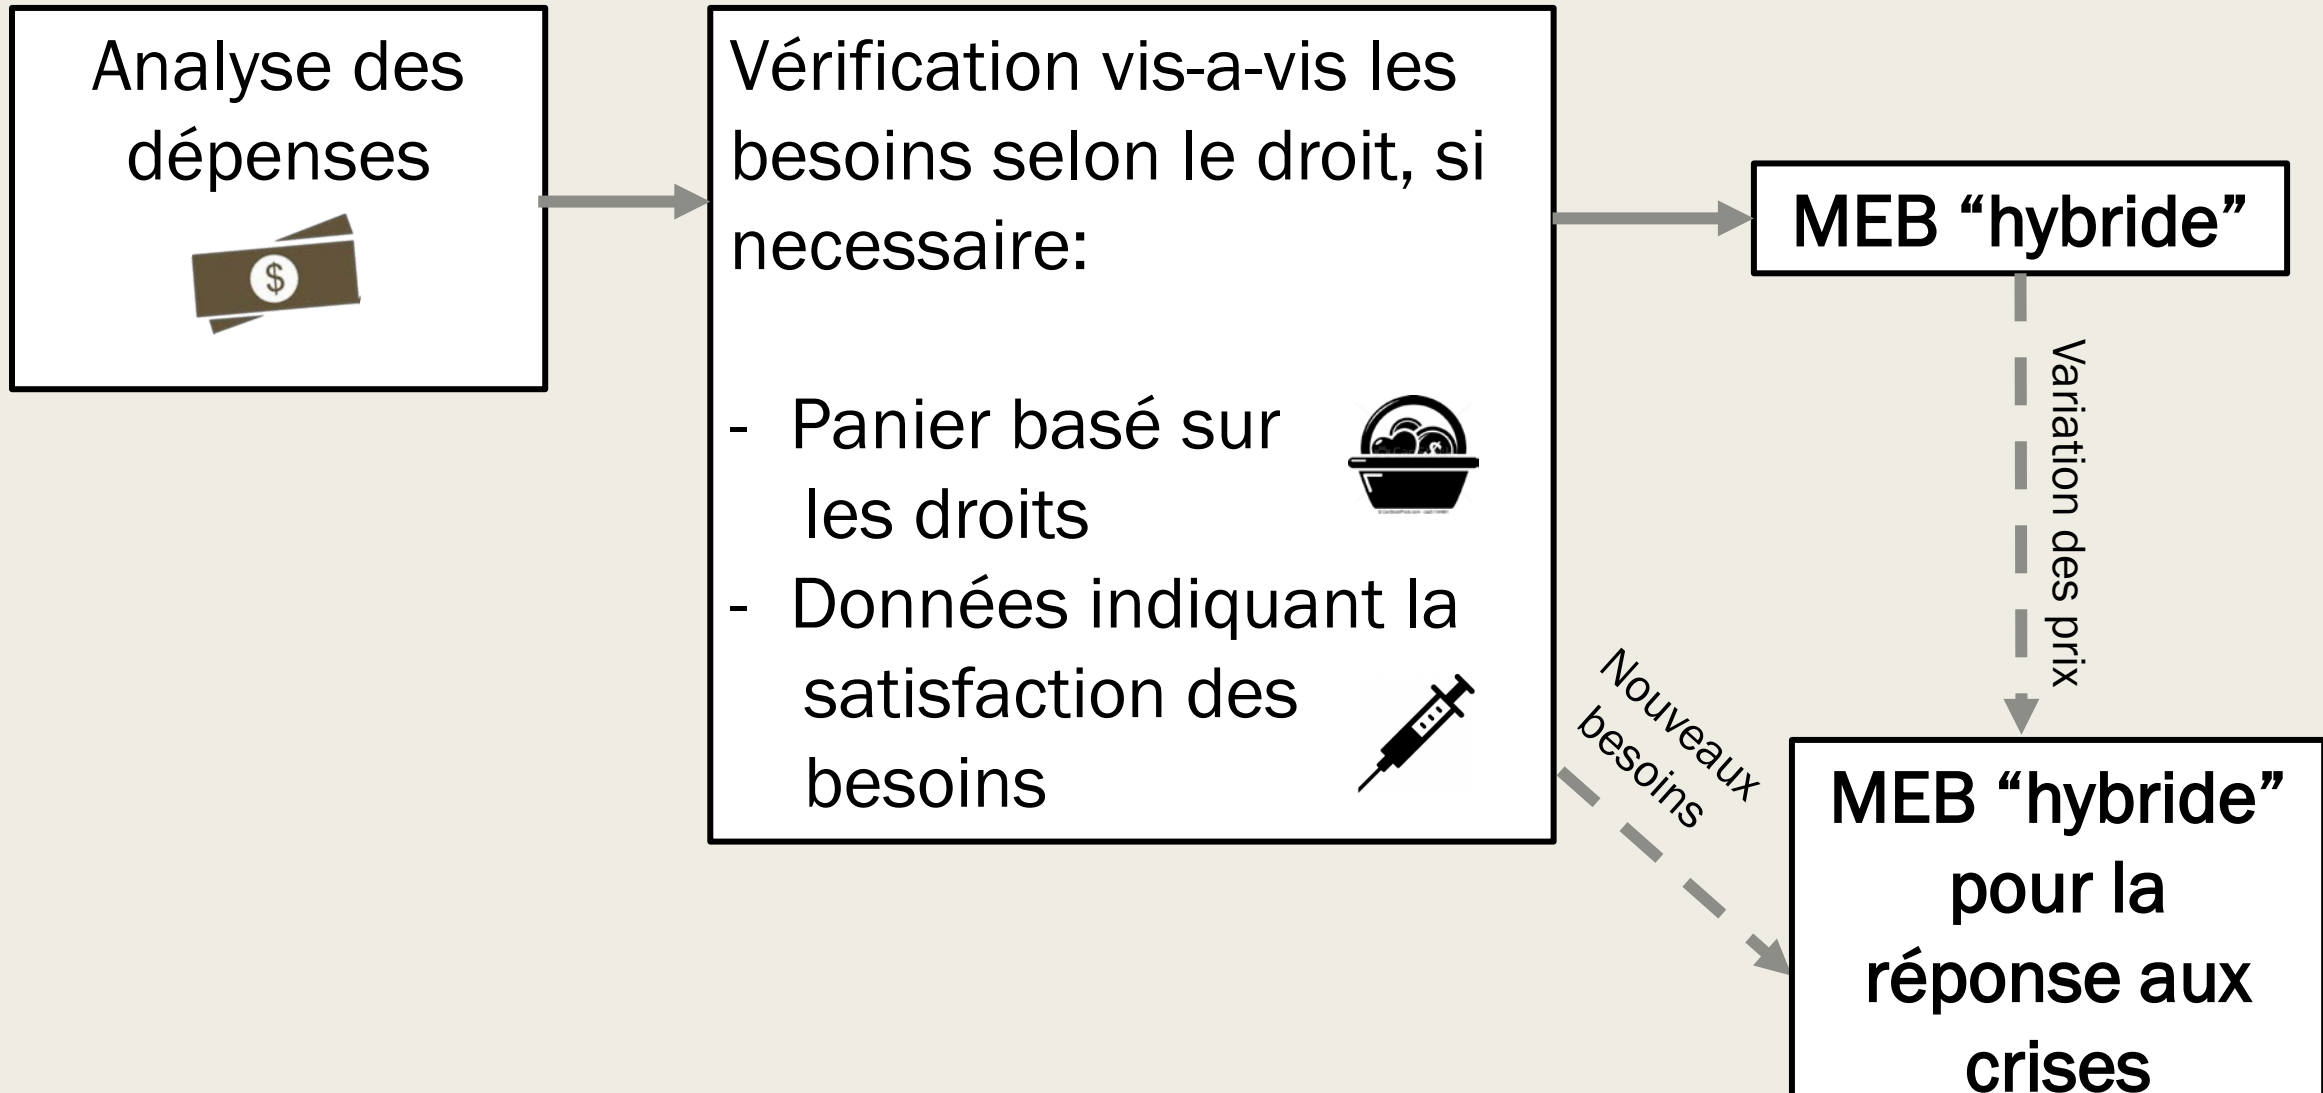 Analyse des
dépenses
$
Vérification vis-a-vis les
besoins selon le droit, si
necessaire:
- Panier basé sur
les droits
- Données indiquant la
satisfaction des
besoins
MEB “hybride”
Variation des prix
Nouveaux
besoins
MEB “hybride”
pour la
réponse aux
crises